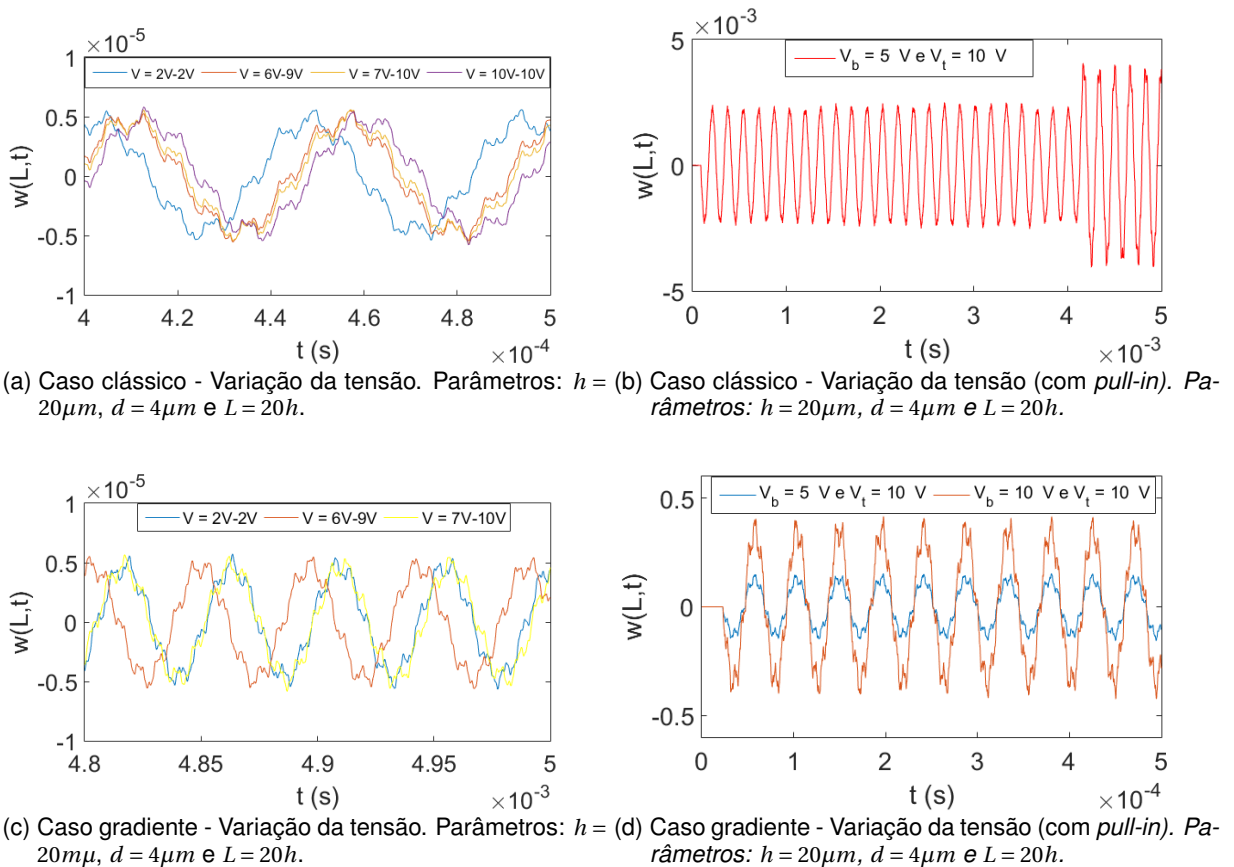 ×10⁻⁵
1
0.5
0
-0.5
-1
w(L,t)
V = 2V-2V V = 6V-9V V = 7V-10V V = 10V-10V
4 4.2 4.4 4.6 4.8 5
t (s)
×10⁻⁴
×10⁻³
5
0
-5
w(L,t)
V_b = 5 V e V_t = 10 V
0 1 2 3 4 5
t (s)
×10⁻³
(a) Caso clássico - Variação da tensão. Parâmetros: h =
20μm, d = 4μm e L = 20h.
(b) Caso clássico - Variação da tensão (com pull-in). Pa-
râmetros: h = 20μm, d = 4μm e L = 20h.
×10⁻⁵
1
0.5
0
-0.5
-1
w(L,t)
V = 2V-2V V = 6V-9V V = 7V-10V
4.8 4.85 4.9 4.95 5
t (s)
×10⁻³
0.5
0
-0.5
w(L,t)
V_b = 5 V e V_t = 10 V V_b = 10 V e V_t = 10 V
0 1 2 3 4 5
t (s)
×10⁻⁴
(c) Caso gradiente - Variação da tensão. Parâmetros: h =
20mμ, d = 4μm e L = 20h.
(d) Caso gradiente - Variação da tensão (com pull-in). Pa-
râmetros: h = 20μm, d = 4μm e L = 20h.